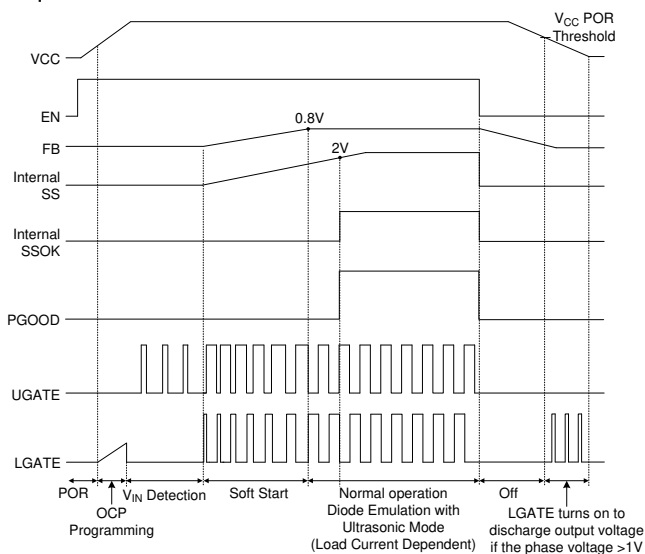 V_CC POR
Threshold
VCC
EN
0.8V
FB
2V
Internal
SS
Internal
SSOK
PGOOD
UGATE
LGATE
POR
OCP
Programming
V_IN Detection
Soft Start
Normal operation
Diode Emulation with
Ultrasonic Mode
(Load Current Dependent)
Off
LGATE turns on to
discharge output voltage
if the phase voltage >1V